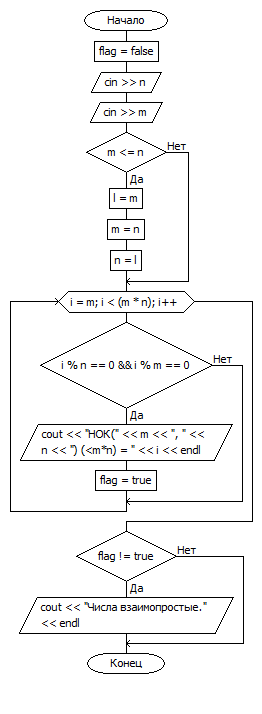 Начало
flag = false
cin >> n
cin >> m
m <= n
Нет
Да
l = m
m = n
n = l
i = m; i < (m * n); i++
i % n == 0 && i % m == 0
Нет
Да
cout << "НОК(" << m << ", " <<
n << ") (<m*n) = " << i << endl
flag = true
flag != true
Нет
Да
cout << "Числа взаимопростые."
<< endl
Конец